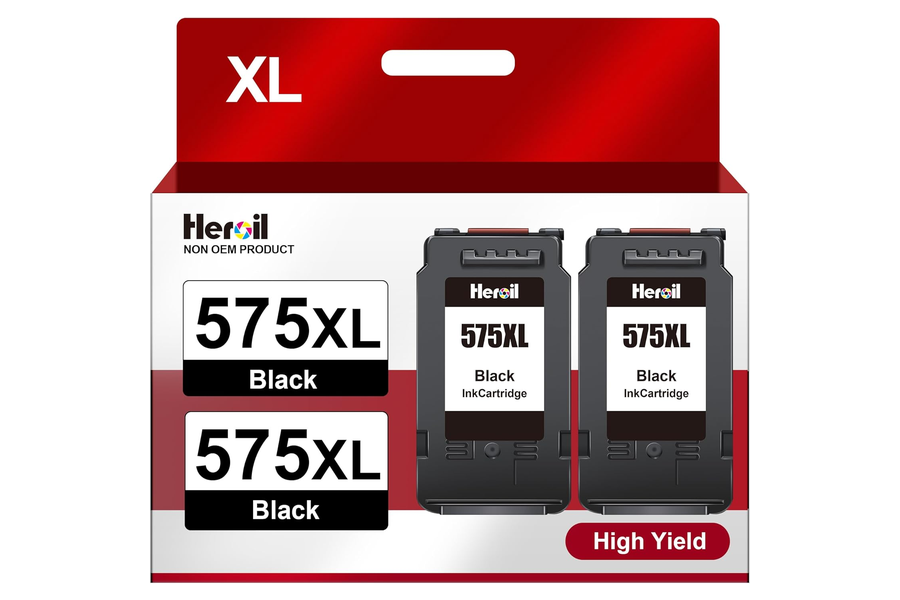 XL
Heroil
NON OEM PRODUCT
575XL
Black
575XL
Black
Heroil
575XL
Black
InkCartridge
Heroil
575XL
Black
InkCartridge
High Yield